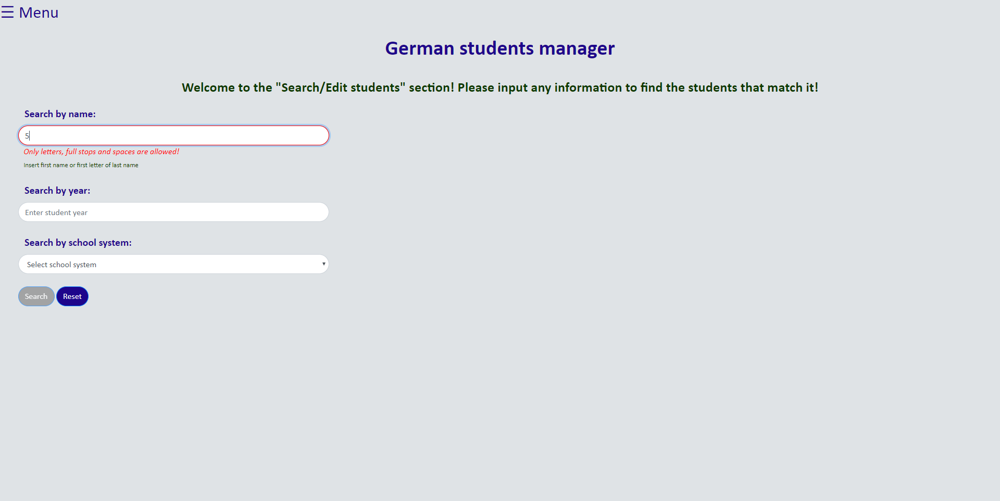 ☰ Menu
German students manager
Welcome to the "Search/Edit students" section! Please input any information to find the students that match it!
Search by name:
5
Only letters, full stops and spaces are allowed!
Insert first name or first letter of last name
Search by year:
Enter student year
Search by school system:
Select school system
Search Reset